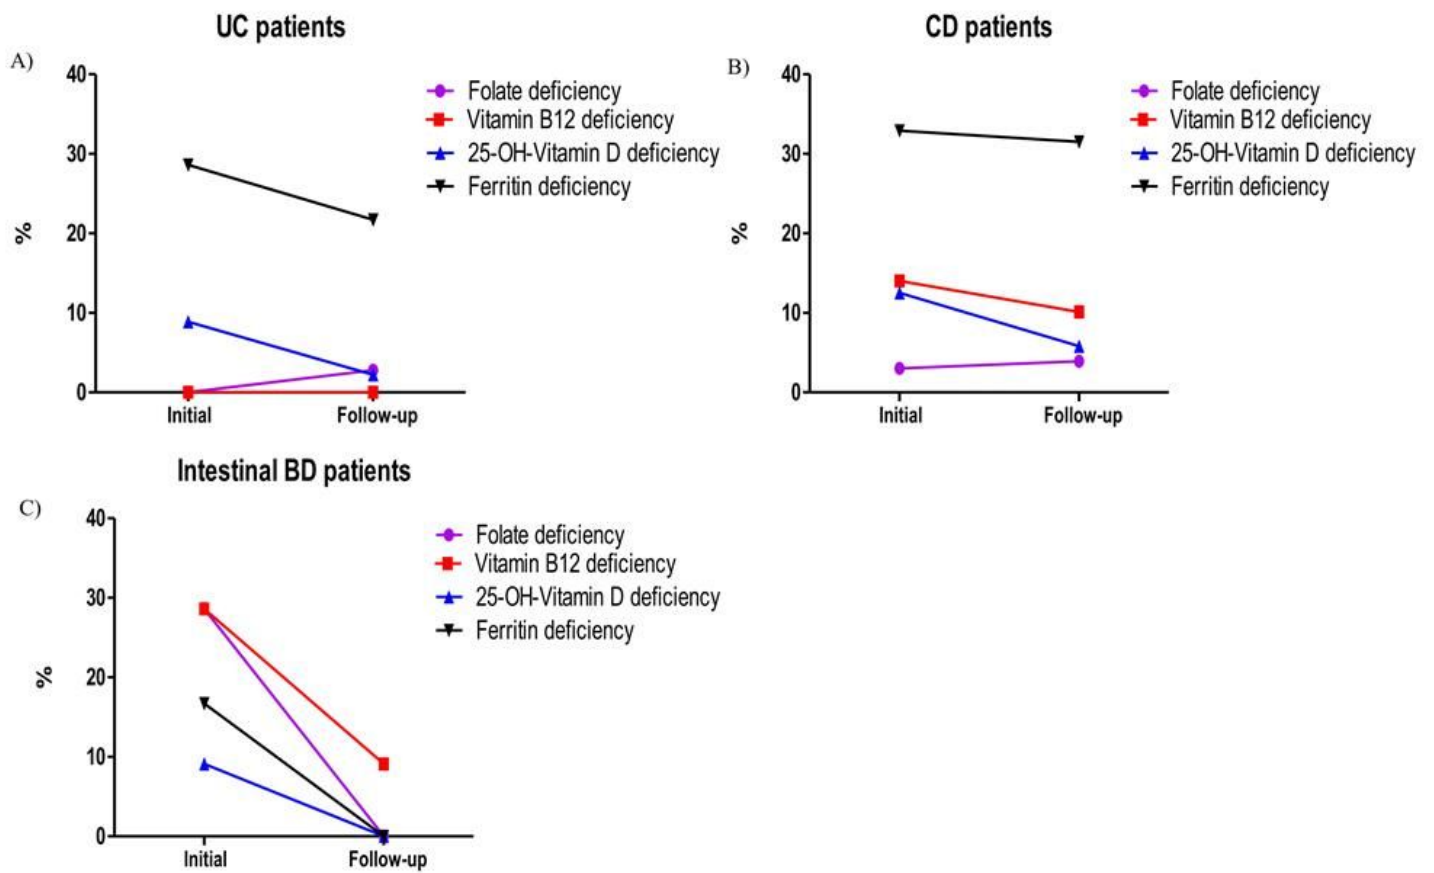 UC patients
A)
40
30
20
10
0
%
Initial
Follow-up
Folate deficiency
Vitamin B12 deficiency
25-OH-Vitamin D deficiency
Ferritin deficiency
CD patients
B)
40
30
20
10
0
%
Initial
Follow-up
Folate deficiency
Vitamin B12 deficiency
25-OH-Vitamin D deficiency
Ferritin deficiency
Intestinal BD patients
C)
40
30
20
10
0
%
Initial
Follow-up
Folate deficiency
Vitamin B12 deficiency
25-OH-Vitamin D deficiency
Ferritin deficiency